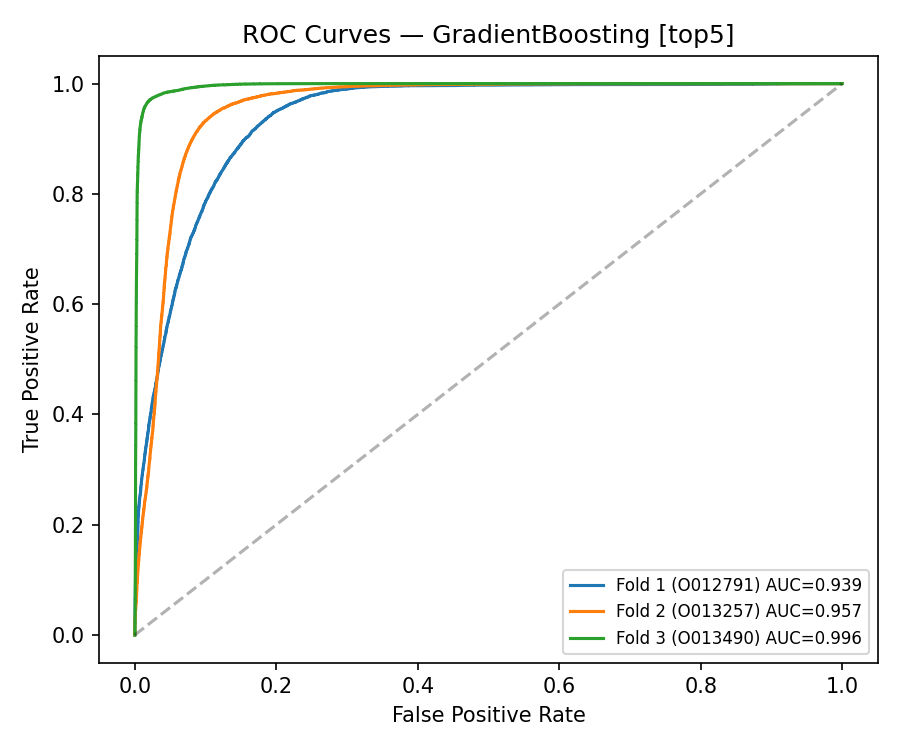 ROC Curves — GradientBoosting [top5]
True Positive Rate
1.0
0.8
0.6
0.4
0.2
0.0
Fold 1 (O012791) AUC=0.939
Fold 2 (O013257) AUC=0.957
Fold 3 (O013490) AUC=0.996
0.0 0.2 0.4 0.6 0.8 1.0
False Positive Rate